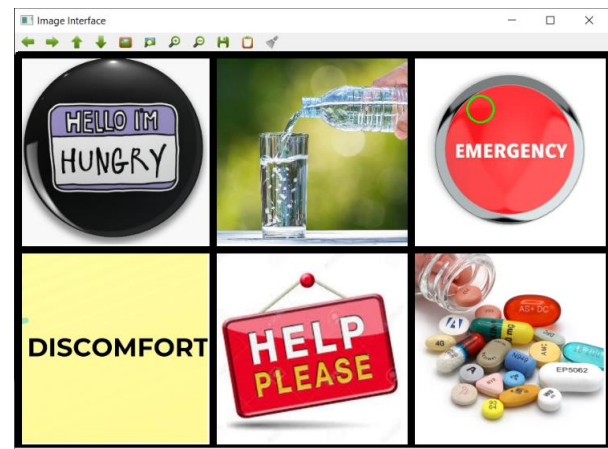 Image Interface
HELLO I'M
HUNGRY
EMERGENCY
DISCOMFORT
HELP
PLEASE
AS+ DC
EP5062